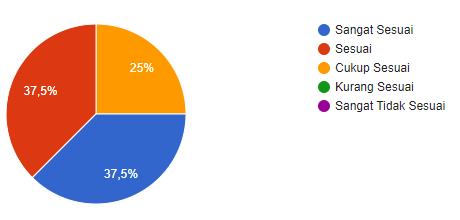 25%
37,5%
37,5%
Sangat Sesuai
Sesuai
Cukup Sesuai
Kurang Sesuai
Sangat Tidak Sesuai